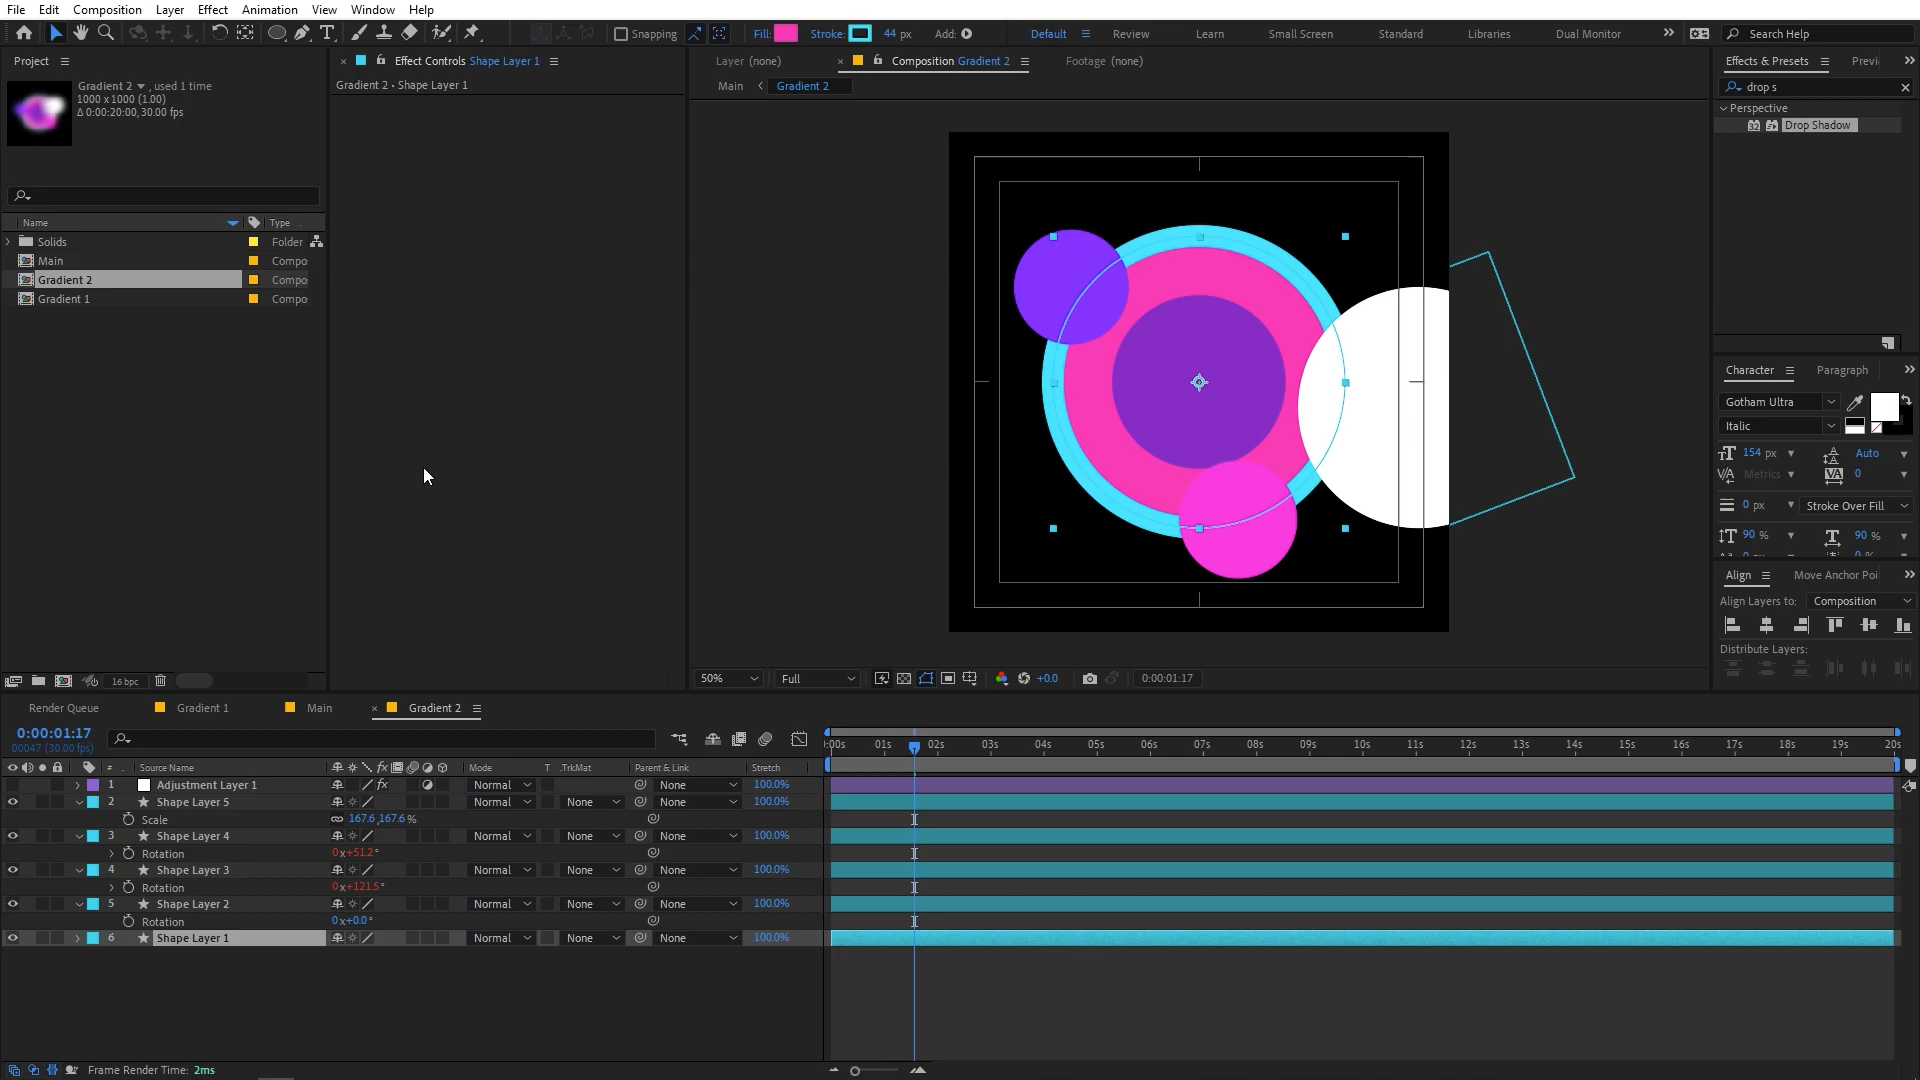 File Edit Composition Layer Effect Animation View Window Help
Snapping Fill: Stroke: 44 px Add: Default Review Learn Small Screen Standard Libraries Dual Monitor Search Help
Project
Gradient 2 , used 1 time
1000 x 1000 (1.00)
Δ 0:00:20:00, 30.00 fps
Name Type
Solids Folder
Main Compo
Gradient 2 Compo
Gradient 1 Compo
16 bpc
Effect Controls Shape Layer 1
Gradient 2 • Shape Layer 1
Layer (none) Composition Gradient 2 Footage (none)
Main Gradient 2
50% Full +0.0 0:00:01:17
Effects & Presets Previ
drop s
Perspective
32 Drop Shadow
Character Paragraph
Gotham Ultra
Italic
154 px Auto
Metrics 0
0 px Stroke Over Fill
90 % 90 %
Align Move Anchor Poi
Align Layers to: Composition
Distribute Layers:
Render Queue Gradient 1 Main Gradient 2
0:00:01:17
00047 (30.00 fps)
:00s 01s 02s 03s 04s 05s 06s 07s 08s 09s 10s 11s 12s 13s 14s 15s 16s 17s 18s 19s 20s
# Source Name fx Mode T .TrkMat Parent & Link Stretch
1 Adjustment Layer 1 fx Normal None 100.0%
2 Shape Layer 5 Normal None None 100.0%
Scale 167.6,167.6 %
3 Shape Layer 4 Normal None None 100.0%
Rotation 0x+51.2°
4 Shape Layer 3 Normal None None 100.0%
Rotation 0x+121.5°
5 Shape Layer 2 Normal None None 100.0%
Rotation 0x+0.0°
6 Shape Layer 1 Normal None None 100.0%
Frame Render Time: 2ms